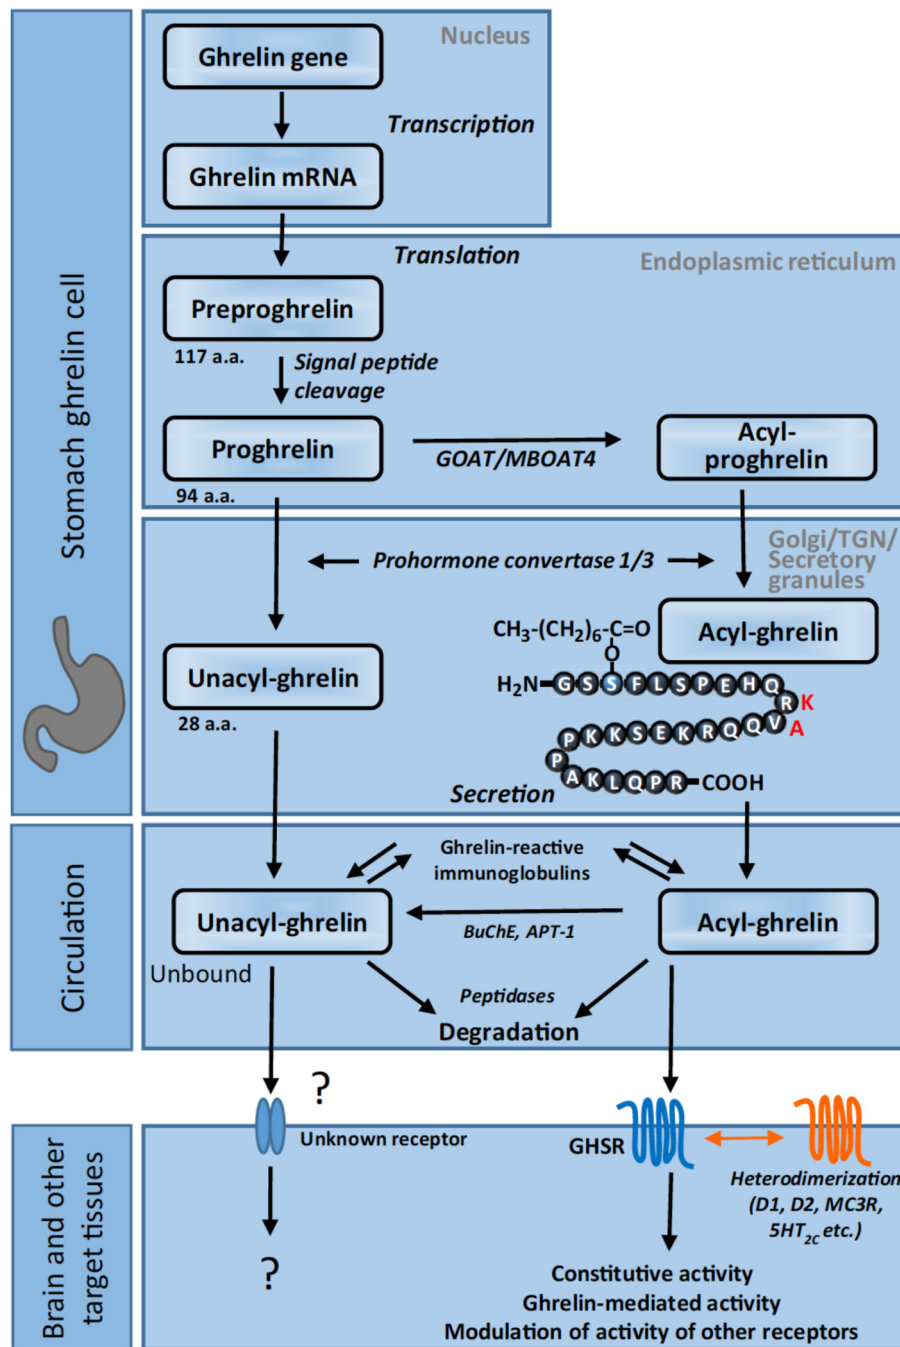 Stomach ghrelin cell
Nucleus
Ghrelin gene
Transcription
Ghrelin mRNA
Translation
Endoplasmic reticulum
Preproghrelin
117 a.a.
Signal peptide
cleavage
Proghrelin
GOAT/MBOAT4
Acyl-
proghrelin
94 a.a.
Prohormone convertase 1/3
Golgi/TGN/
Secretory
granules
CH3-(CH2)6-C=O
O
Acyl-ghrelin
Unacyl-ghrelin
28 a.a.
H2N-GSSFLSPEHQ
R K
PKKSEKRQQV A
P
AKLQPR-COOH
Secretion
Circulation
Ghrelin-reactive
immunoglobulins
Unacyl-ghrelin
BuChE, APT-1
Acyl-ghrelin
Unbound
Peptidases
Degradation
Brain and other
target tissues
?
Unknown receptor
GHSR
Heterodimerization
(D1, D2, MC3R,
5HT2C etc.)
?
Constitutive activity
Ghrelin-mediated activity
Modulation of activity of other receptors